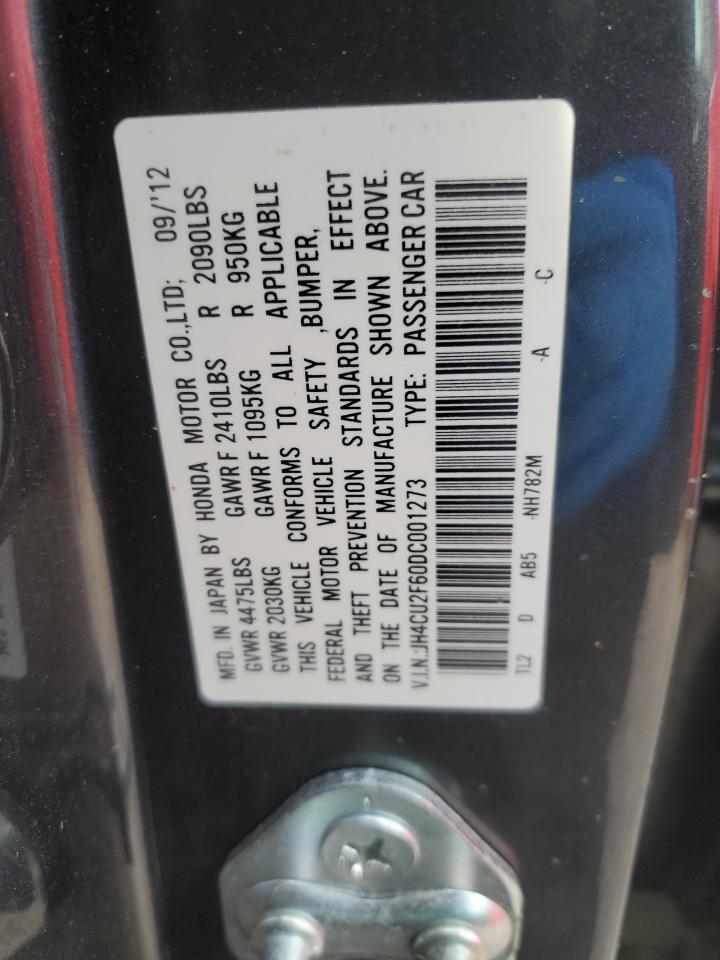 MFD. IN JAPAN BY HONDA MOTOR CO.,LTD; 09/'12
GVWR 4475LBS GAWR F 2410LBS R 2090LBS
GVWR 2030KG GAWR F 1095KG R 950KG
THIS VEHICLE CONFORMS TO ALL APPLICABLE
FEDERAL MOTOR VEHICLE SAFETY ,BUMPER,
AND THEFT PREVENTION STANDARDS IN EFFECT
ON THE DATE OF MANUFACTURE SHOWN ABOVE.
V.I.N.:JH4CU2F60DC001273 TYPE: PASSENGER CAR
TL2 D AB5 -NH782M -A -C